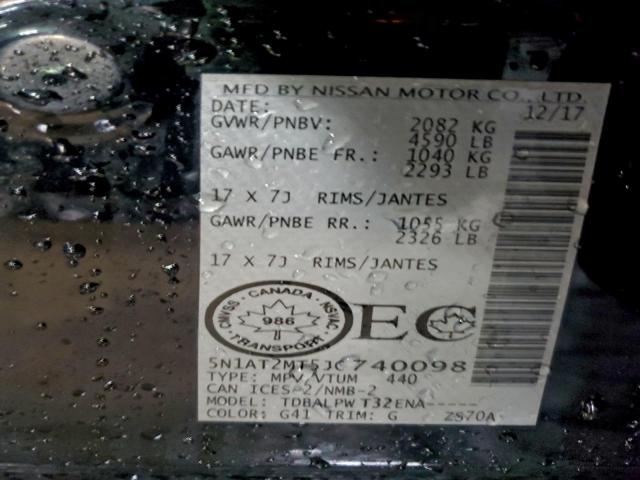 MFD BY NISSAN MOTOR CO., LTD.
DATE: 12/17
GVWR/PNBV: 2082 KG
4590 LB
GAWR/PNBE FR.: 1040 KG
2293 LB
17 X 7J RIMS/JANTES
GAWR/PNBE RR.: 1055 KG
2326 LB
17 X 7J RIMS/JANTES
CANADA
CMVSS - NSVAC
986
TRANSPORT
EC
5N1AT2MT5JC740098
TYPE: MPV/VTUM 440
CAN ICES-2/NMB-2
MODEL: TDBALPW T32ENA-----
COLOR: G41 TRIM: G Z870A